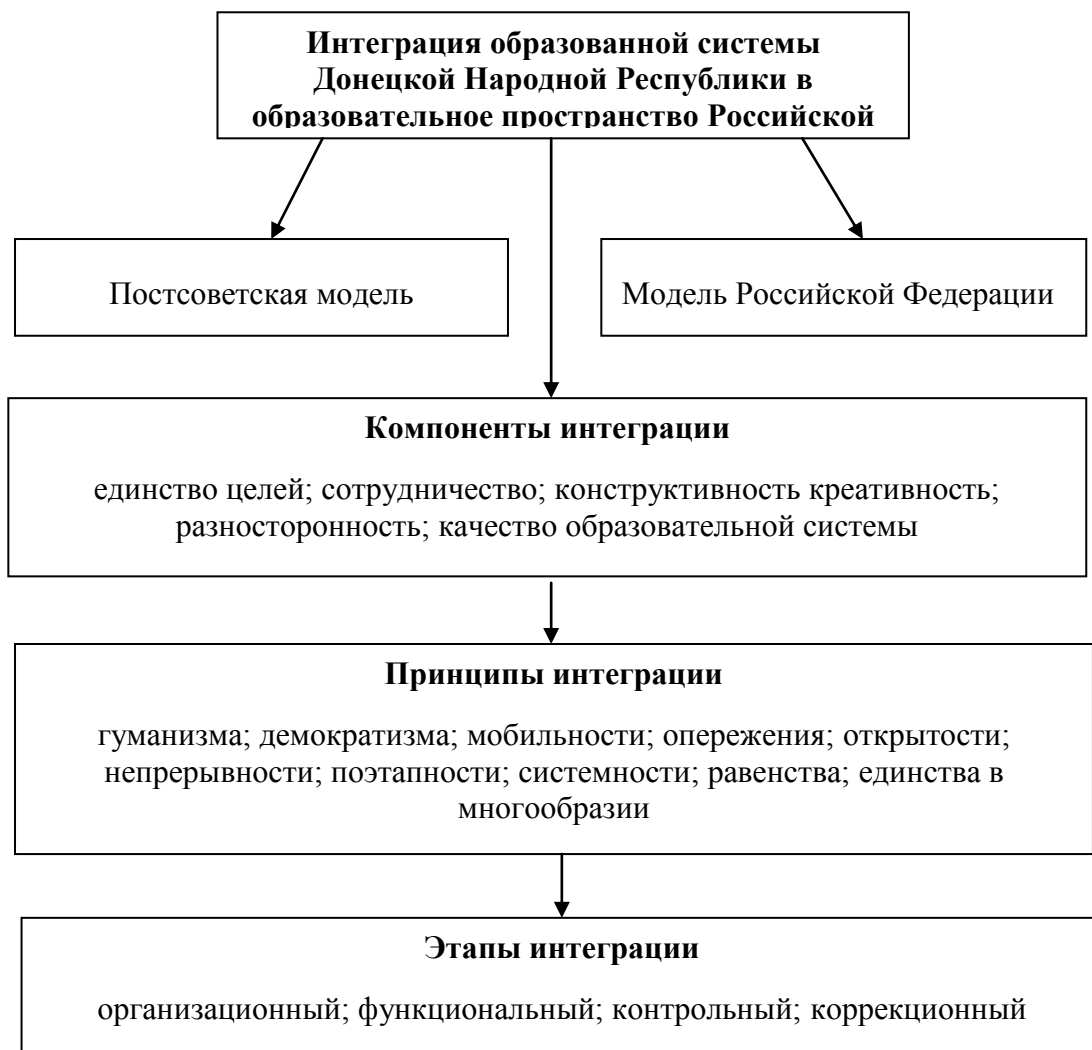 Интеграция образованной системы
Донецкой Народной Республики в
образовательное пространство Российской
Постсоветская модель
Модель Российской Федерации
Компоненты интеграции
единство целей; сотрудничество; конструктивность креативность;
разносторонность; качество образовательной системы
Принципы интеграции
гуманизма; демократизма; мобильности; опережения; открытости;
непрерывности; поэтапности; системности; равенства; единства в
многообразии
Этапы интеграции
организационный; функциональный; контрольный; коррекционный